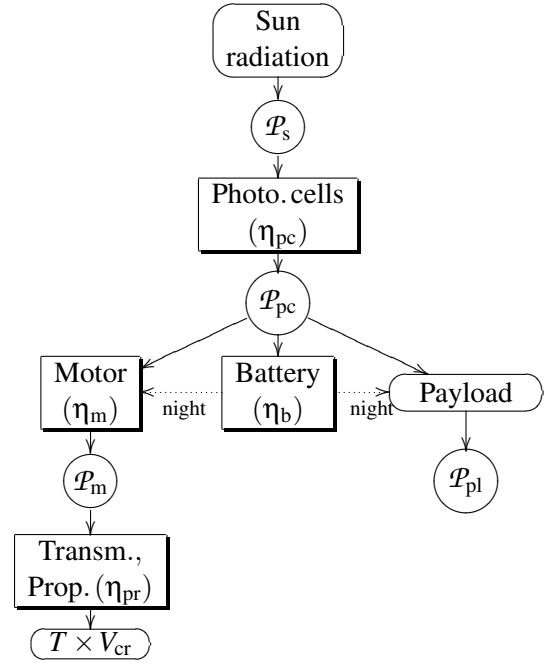 Sun
radiation
𝒫s
Photo. cells
(ηpc)
𝒫pc
Motor
(ηm)
night
Battery
(ηb)
night
Payload
𝒫m
𝒫pl
Transm.,
Prop. (ηpr)
T × Vcr